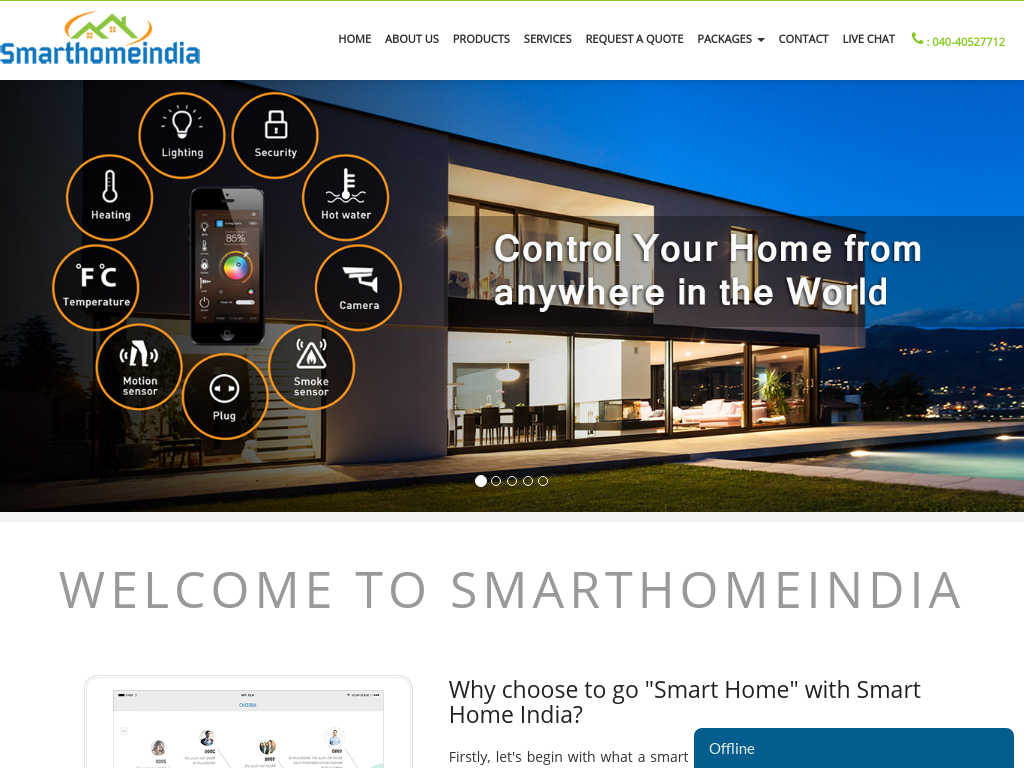 Smarthomeindia
HOME ABOUT US PRODUCTS SERVICES REQUEST A QUOTE PACKAGES CONTACT LIVE CHAT : 040-40527712
Lighting
Security
Heating
Hot water
85%
°F°C
Temperature
Camera
Motion
sensor
Smoke
sensor
Plug
Control Your Home from
anywhere in the World
WELCOME TO SMARTHOMEINDIA
Why choose to go "Smart Home" with Smart
Home India?
Firstly, let's begin with what a smart
Offline